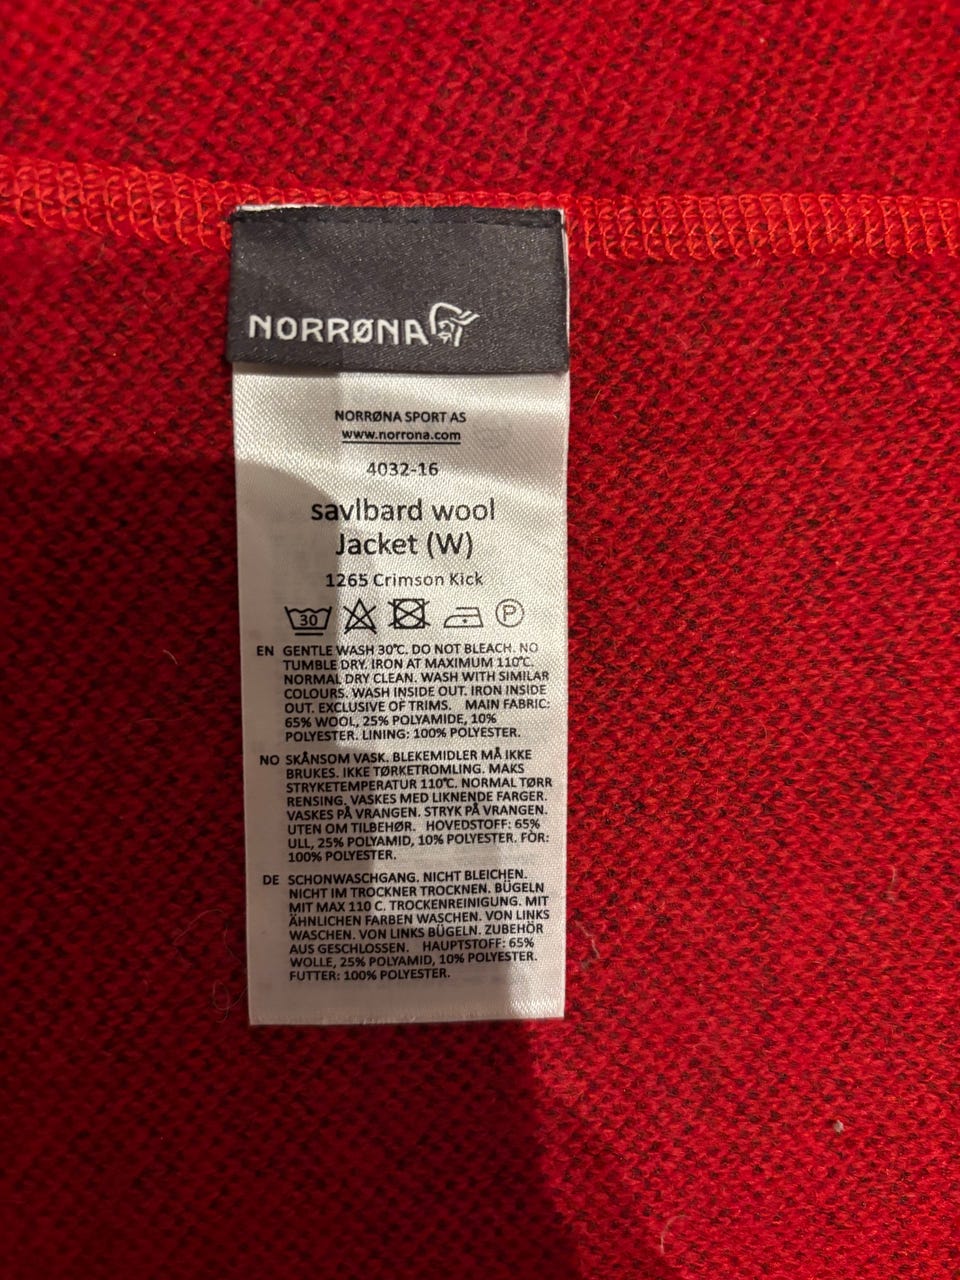 NORRØNA
NORRØNA SPORT AS
www.norrona.com
4032-16
savlbard wool
Jacket (W)
1265 Crimson Kick
30 P
EN GENTLE WASH 30°C. DO NOT BLEACH. NO
TUMBLE DRY. IRON AT MAXIMUM 110°C.
NORMAL DRY CLEAN. WASH WITH SIMILAR
COLOURS. WASH INSIDE OUT. IRON INSIDE
OUT. EXCLUSIVE OF TRIMS. MAIN FABRIC:
65% WOOL, 25% POLYAMIDE, 10%
POLYESTER. LINING: 100% POLYESTER.
NO SKÅNSOM VASK. BLEKEMIDLER MÅ IKKE
BRUKES. IKKE TØRKETROMLING. MAKS
STRYKETEMPERATUR 110°C. NORMAL TØRR
RENSING. VASKES MED LIKNENDE FARGER.
VASKES PÅ VRANGEN. STRYK PÅ VRANGEN.
UTEN OM TILBEHØR. HOVEDSTOFF: 65%
ULL, 25% POLYAMID, 10% POLYESTER. FÖR:
100% POLYESTER.
DE SCHONWASCHGANG. NICHT BLEICHEN.
NICHT IM TROCKNER TROCKNEN. BÜGELN
MIT MAX 110 C. TROCKENREINIGUNG. MIT
ÄHNLICHEN FARBEN WASCHEN. VON LINKS
WASCHEN. VON LINKS BÜGELN. ZUBEHÖR
AUS GESCHLOSSEN. HAUPTSTOFF: 65%
WOLLE, 25% POLYAMID, 10% POLYESTER.
FUTTER: 100% POLYESTER.